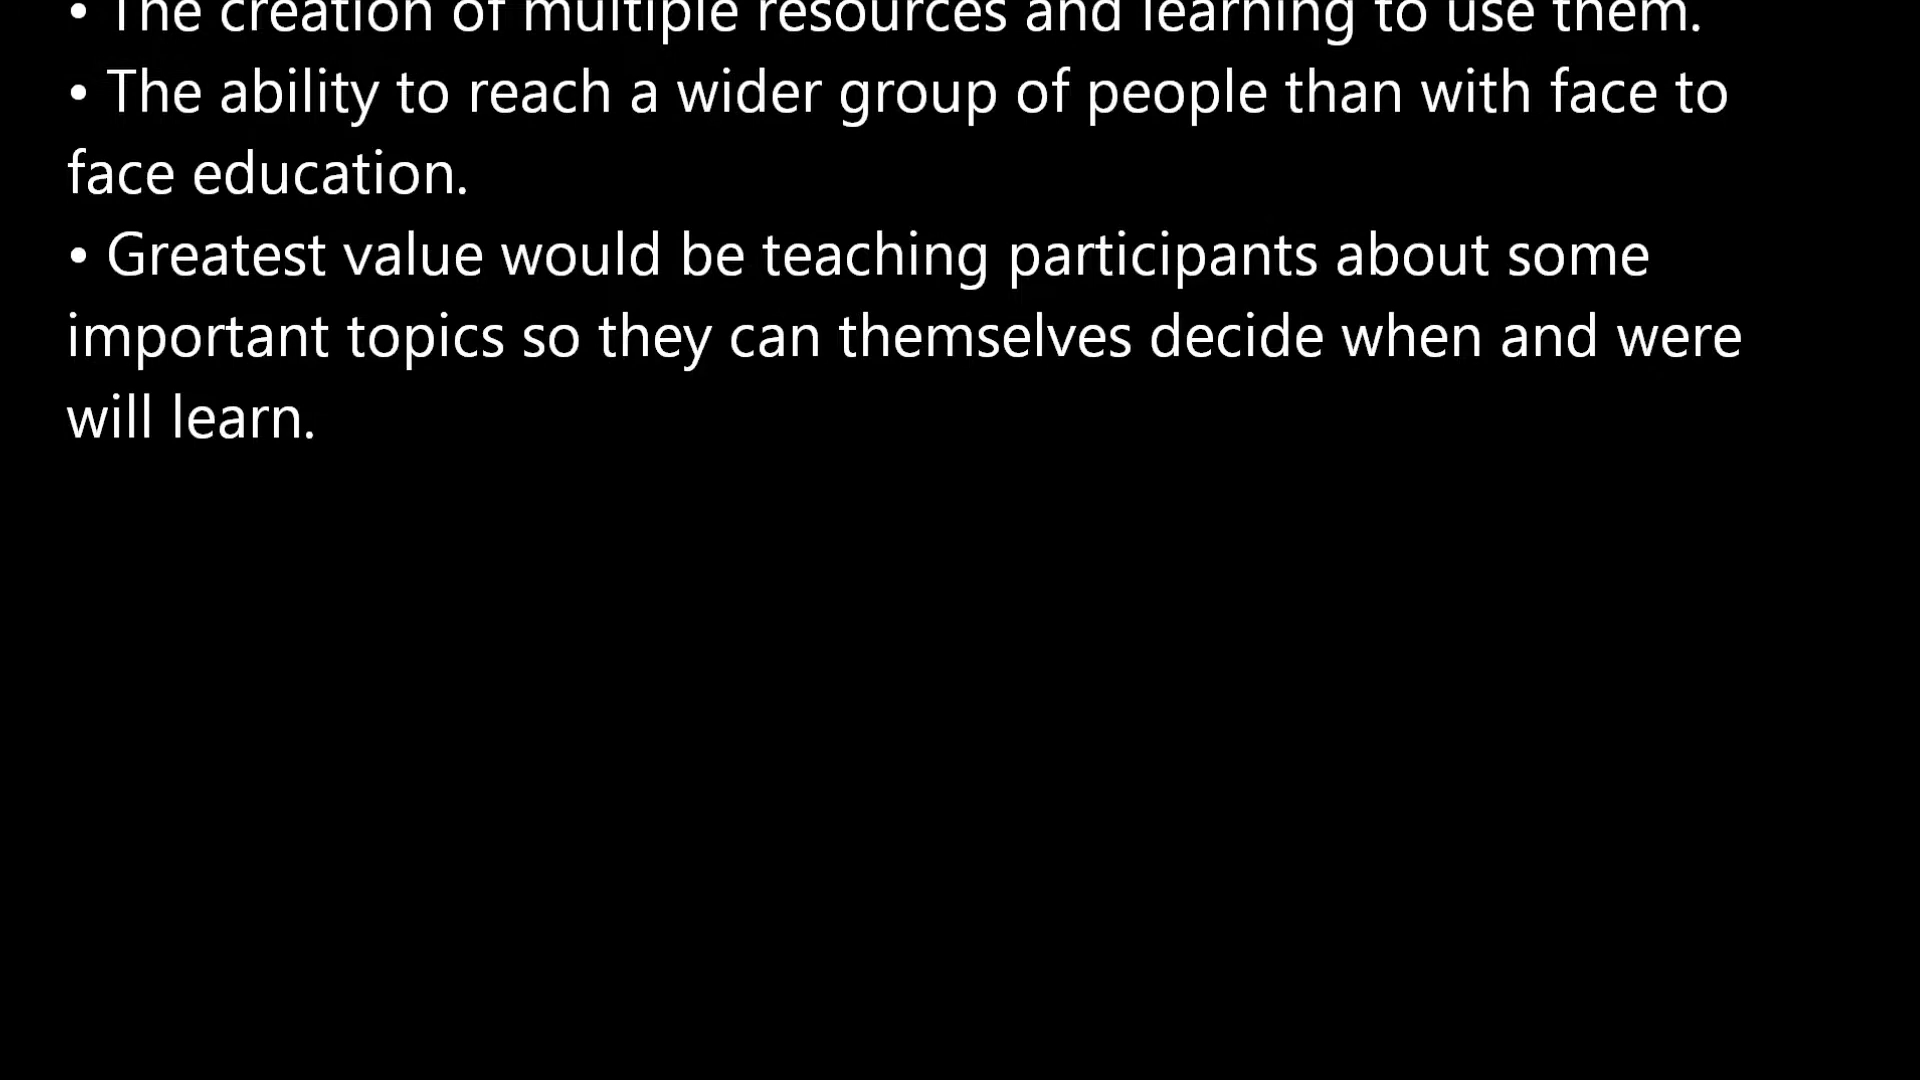 • The creation of multiple resources and learning to use them.
• The ability to reach a wider group of people than with face to
face education.
• Greatest value would be teaching participants about some
important topics so they can themselves decide when and were
will learn.